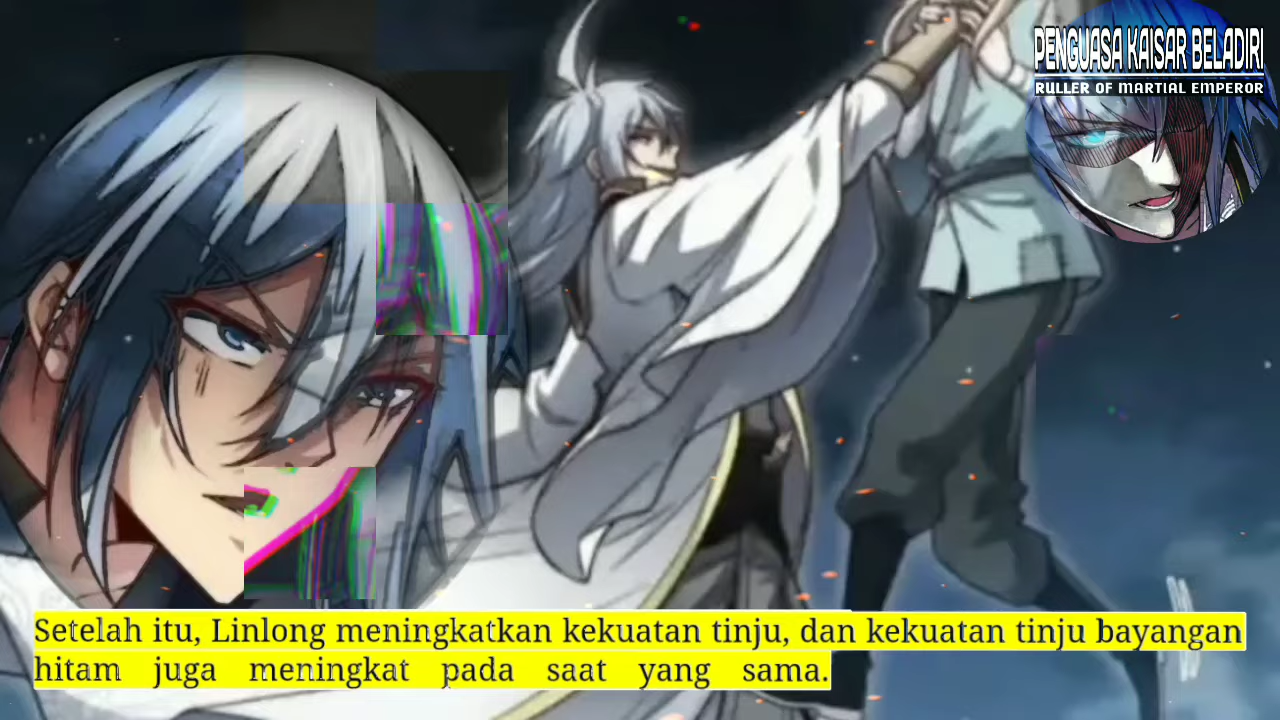 PENGUASA KAISAR BELADIRI
RULLER OF MARTIAL EMPEROR
Setelah itu, Linlong meningkatkan kekuatan tinju, dan kekuatan tinju bayangan
hitam juga meningkat pada saat yang sama.